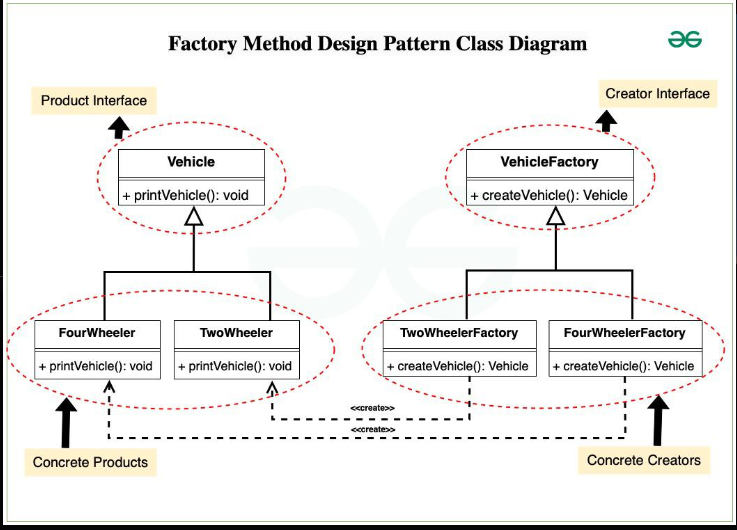 Factory Method Design Pattern Class Diagram
Product Interface
Creator Interface
Vehicle
+ printVehicle(): void
VehicleFactory
+ createVehicle(): Vehicle
FourWheeler
+ printVehicle(): void
TwoWheeler
+ printVehicle(): void
TwoWheelerFactory
+ createVehicle(): Vehicle
FourWheelerFactory
+ createVehicle(): Vehicle
<<create>>
<<create>>
Concrete Products
Concrete Creators